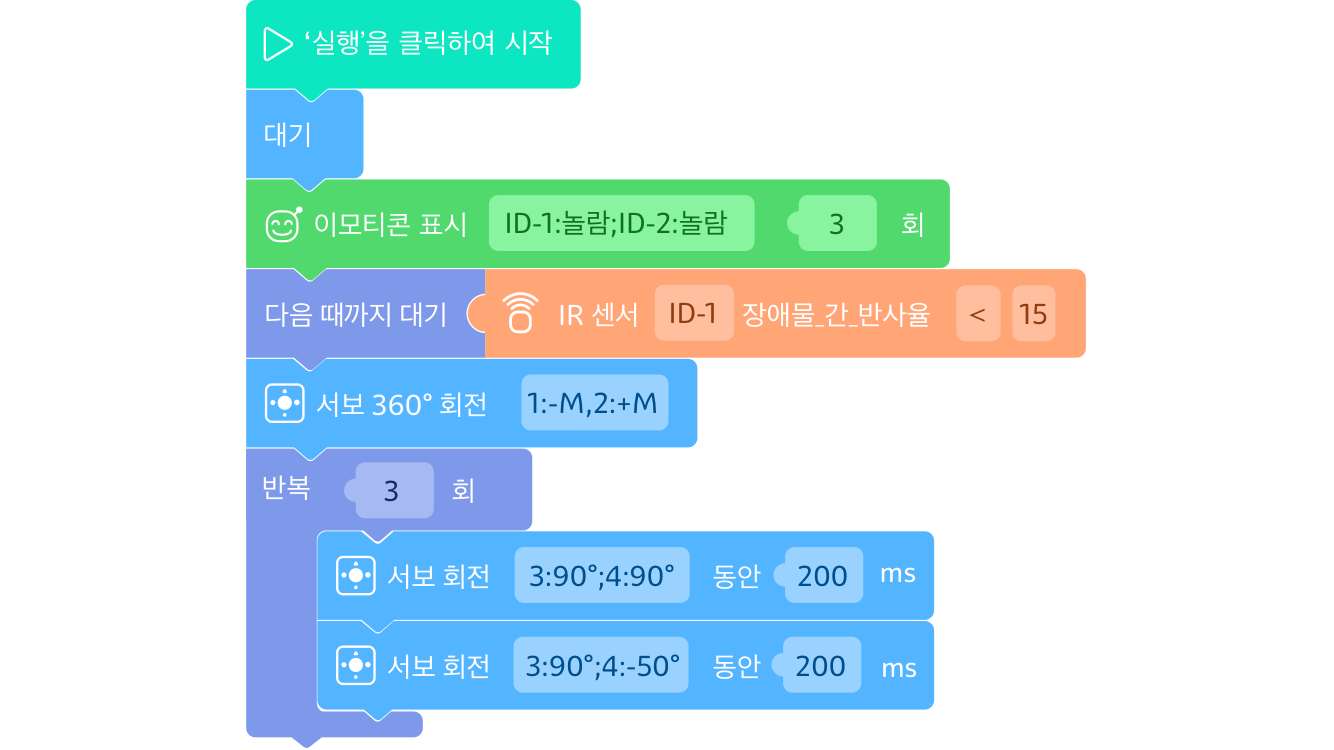 ‘실행’을 클릭하여 시작
대기
이모티콘 표시 ID-1:놀람;ID-2:놀람 3 회
다음 때까지 대기 IR 센서 ID-1 장애물_간_반사율 < 15
서보 360° 회전 1:-M,2:+M
반복 3 회
서보 회전 3:90°;4:90° 동안 200 ms
서보 회전 3:90°;4:-50° 동안 200 ms